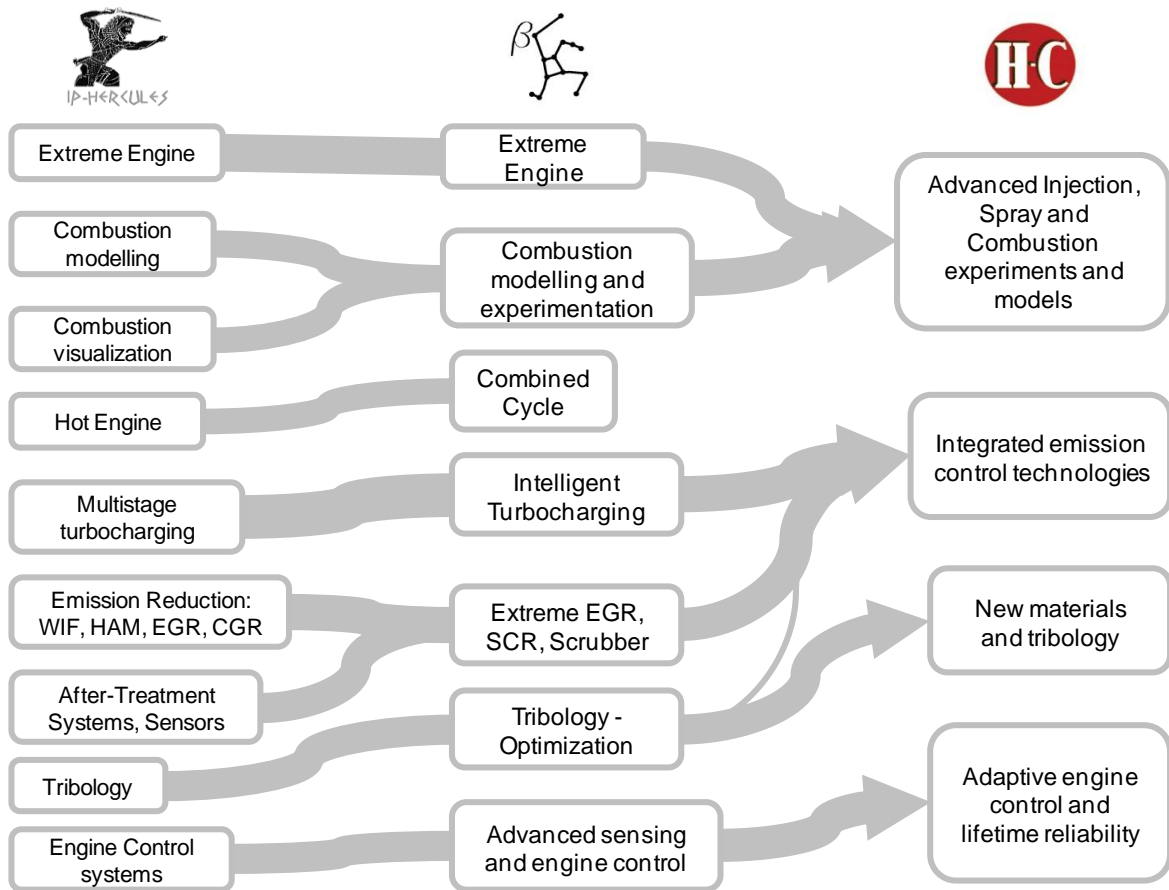 IP-HERCULES
β
H-C
Extreme Engine
Combustion
modelling
Combustion
visualization
Hot Engine
Multistage
turbocharging
Emission Reduction:
WIF, HAM, EGR, CGR
After-Treatment
Systems, Sensors
Tribology
Engine Control
systems
Extreme
Engine
Combustion
modelling and
experimentation
Combined
Cycle
Intelligent
Turbocharging
Extreme EGR,
SCR, Scrubber
Tribology -
Optimization
Advanced sensing
and engine control
Advanced Injection,
Spray and
Combustion
experiments and
models
Integrated emission
control technologies
New materials
and tribology
Adaptive engine
control and
lifetime reliability